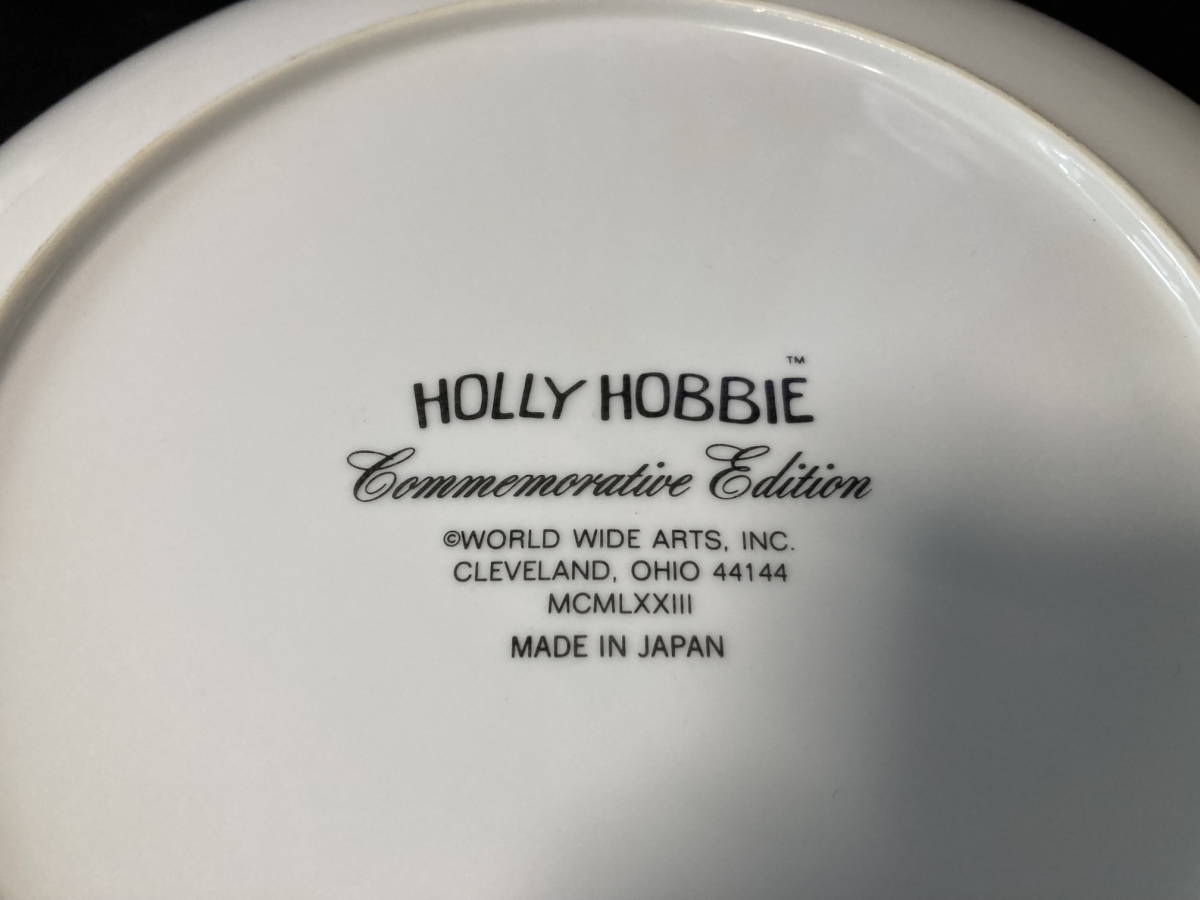 HOLLY HOBBIE™
Commemorative Edition
©WORLD WIDE ARTS, INC.
CLEVELAND, OHIO 44144
MCMLXXIII
MADE IN JAPAN